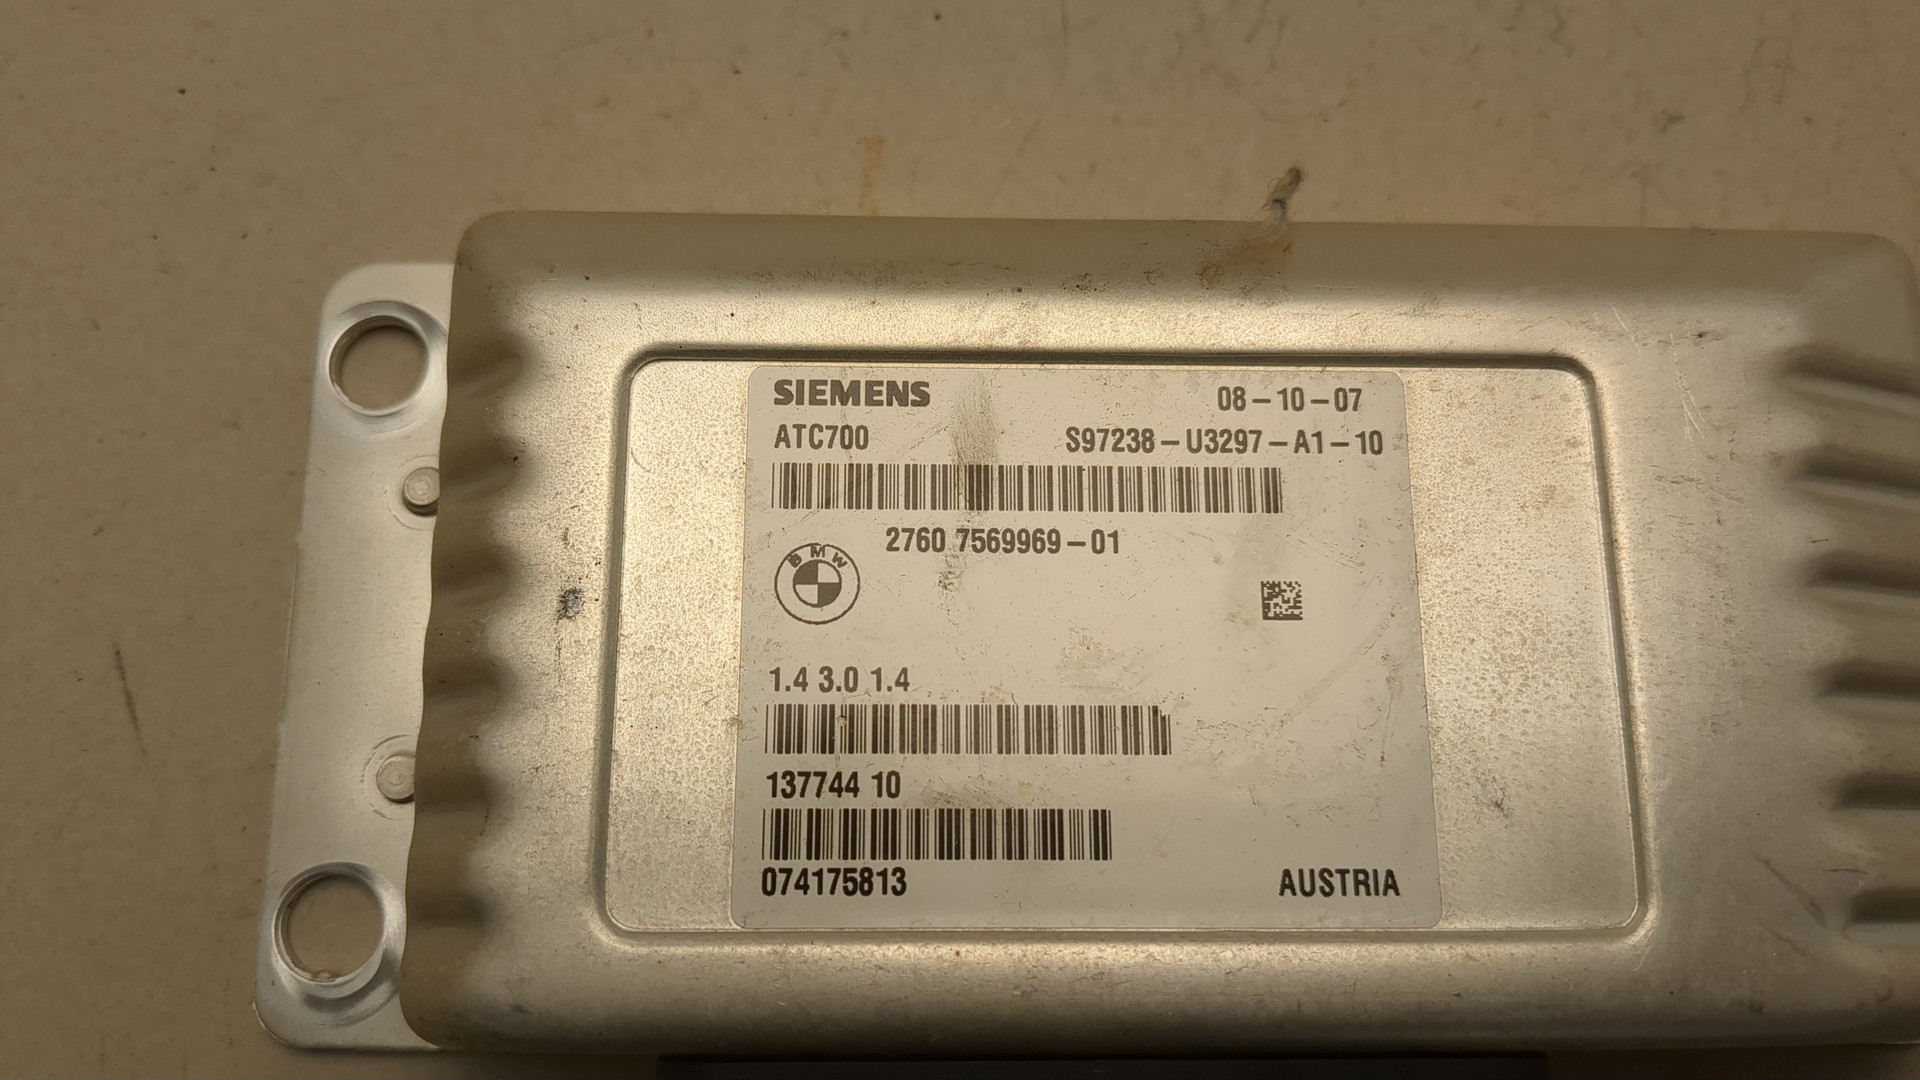 SIEMENS 08-10-07
ATC700 S97238-U3297-A1-10
2760 7569969-01
BMW
1.4 3.0 1.4
137744 10
074175813 AUSTRIA